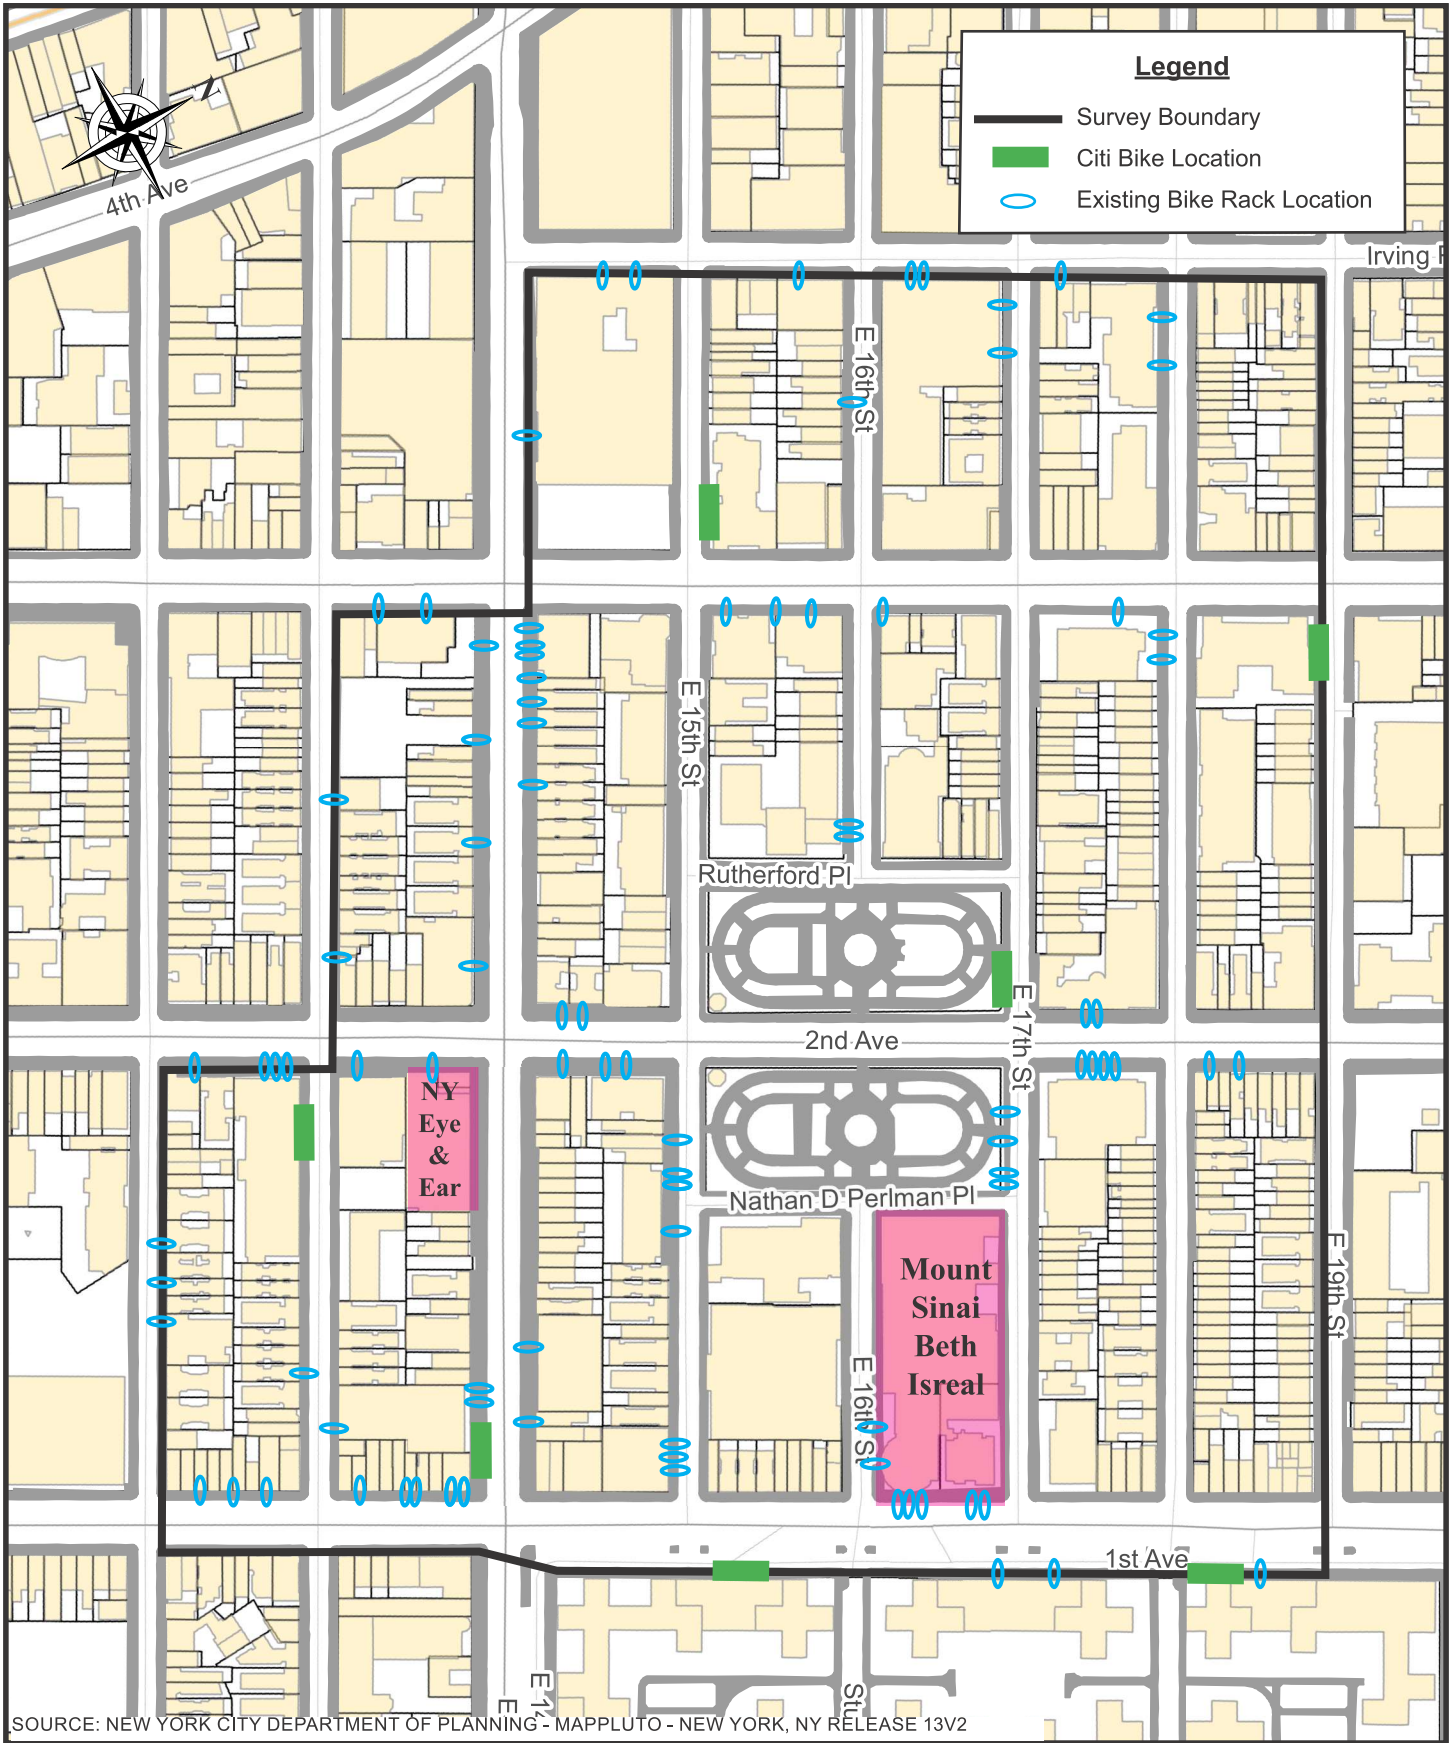 Legend
Survey Boundary
Citi Bike Location
Existing Bike Rack Location
N
4th Ave
Irving P
E 16th St
E 15th St
Rutherford Pl
E 17th St
2nd Ave
NY
Eye
&
Ear
Nathan D Perlman Pl
Mount
Sinai
Beth
Isreal
E 19th St
E 16th St
1st Ave
E 1
E
St
SOURCE: NEW YORK CITY DEPARTMENT OF PLANNING - MAPPLUTO - NEW YORK, NY RELEASE 13V2